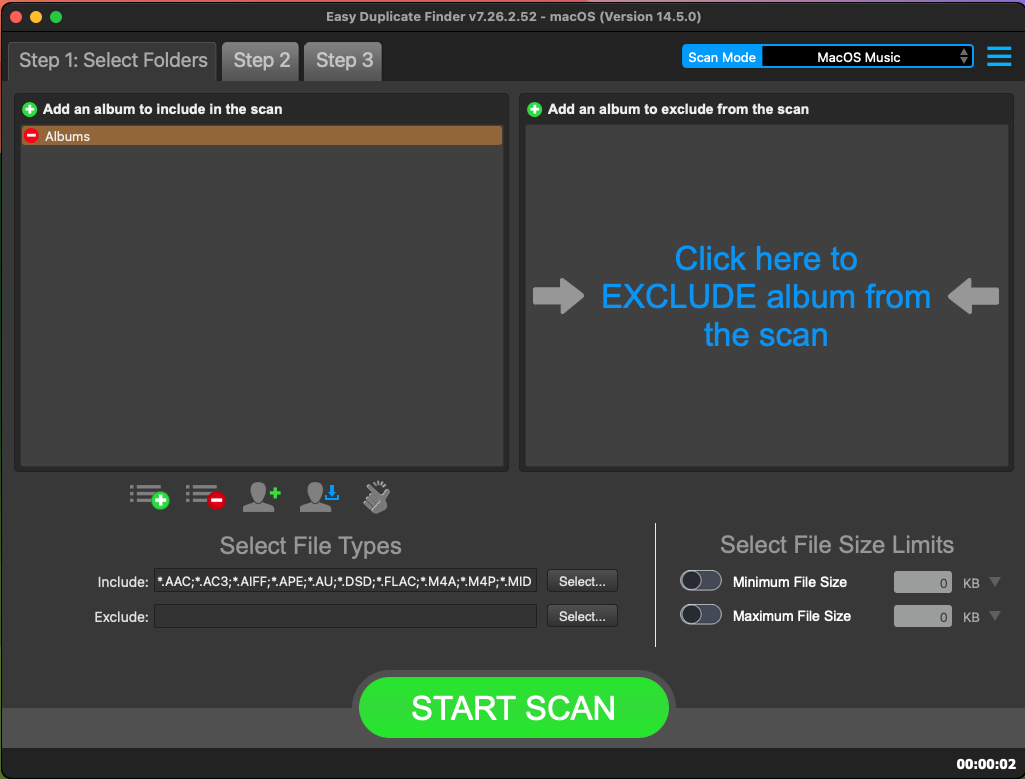 Easy Duplicate Finder v7.26.2.52 - macOS (Version 14.5.0)
Step 1: Select Folders
Step 2
Step 3
Scan Mode
MacOS Music
Add an album to include in the scan
Albums
Add an album to exclude from the scan
Click here to
EXCLUDE album from
the scan
Select File Types
Include: *.AAC;*.AC3;*.AIFF;*.APE;*.AU;*.DSD;*.FLAC;*.M4A;*.M4P;*.MID Select...
Exclude: Select...
Select File Size Limits
Minimum File Size 0 KB
Maximum File Size 0 KB
START SCAN
00:00:02